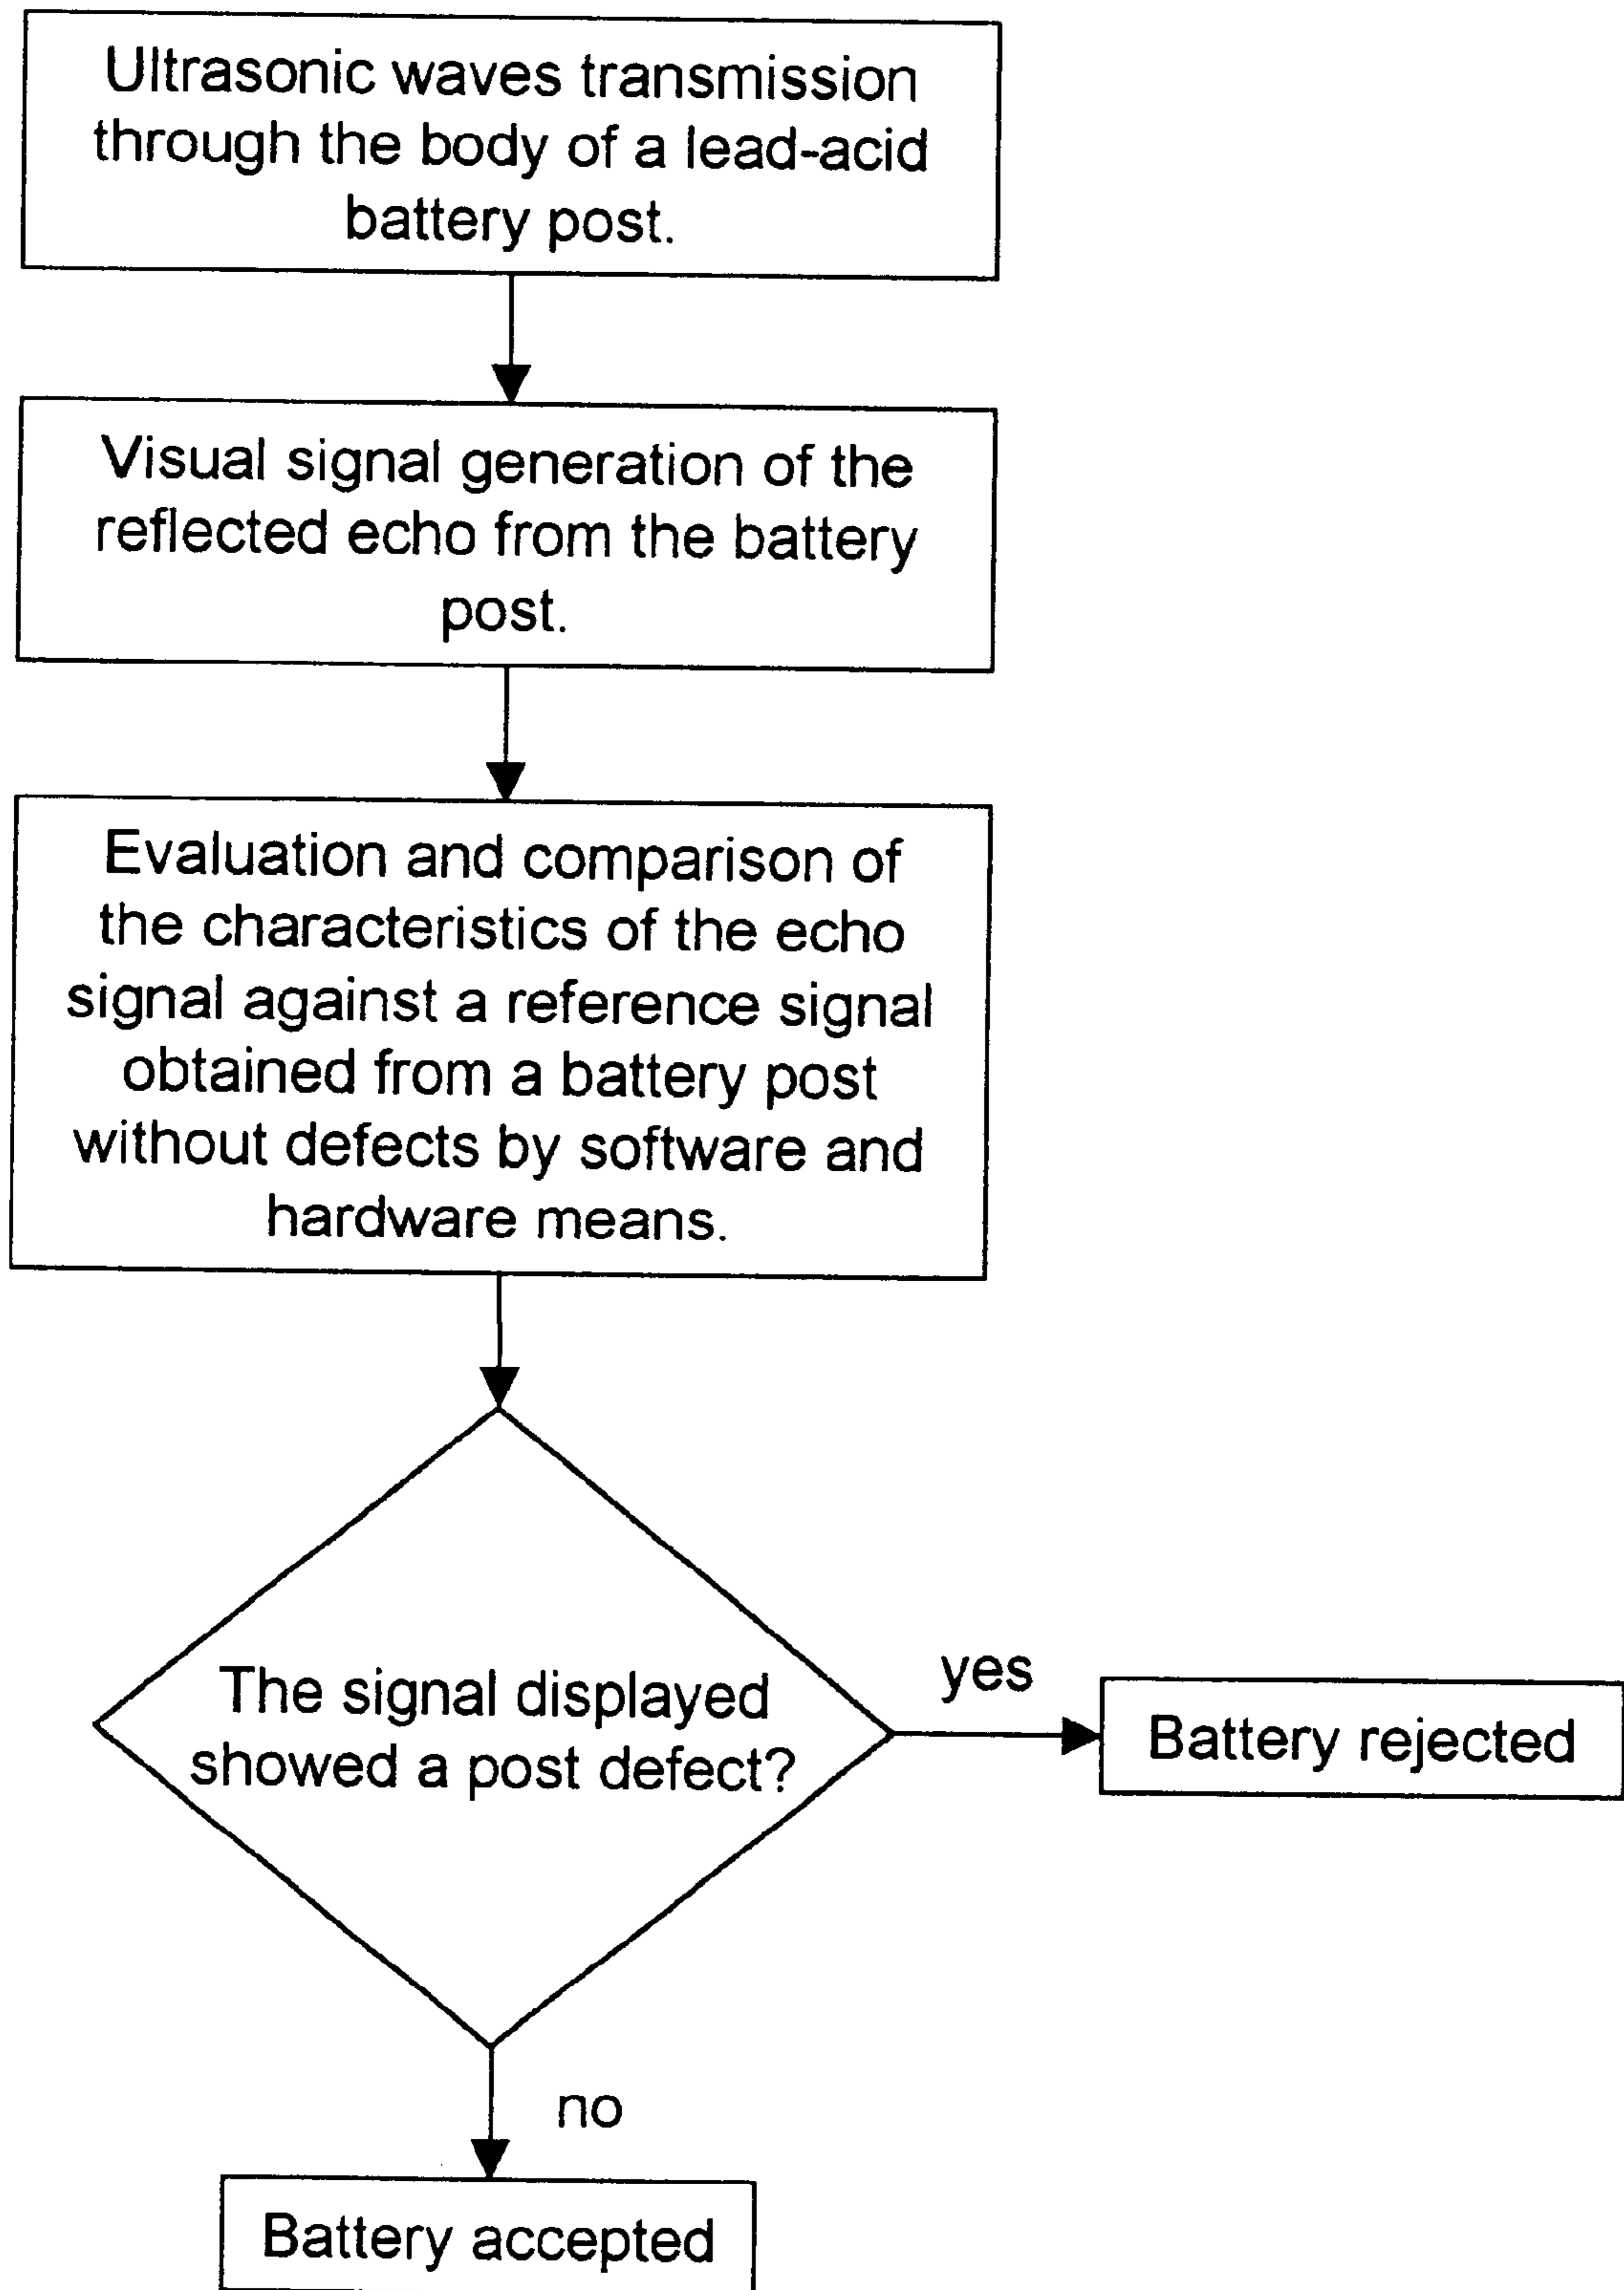 Ultrasonic waves transmission
through the body of a lead-acid
battery post.
Visual signal generation of the
reflected echo from the battery
post.
Evaluation and comparison of
the characteristics of the echo
signal against a reference signal
obtained from a battery post
without defects by software and
hardware means.
The signal displayed
showed a post defect?
yes
Battery rejected
no
Battery accepted